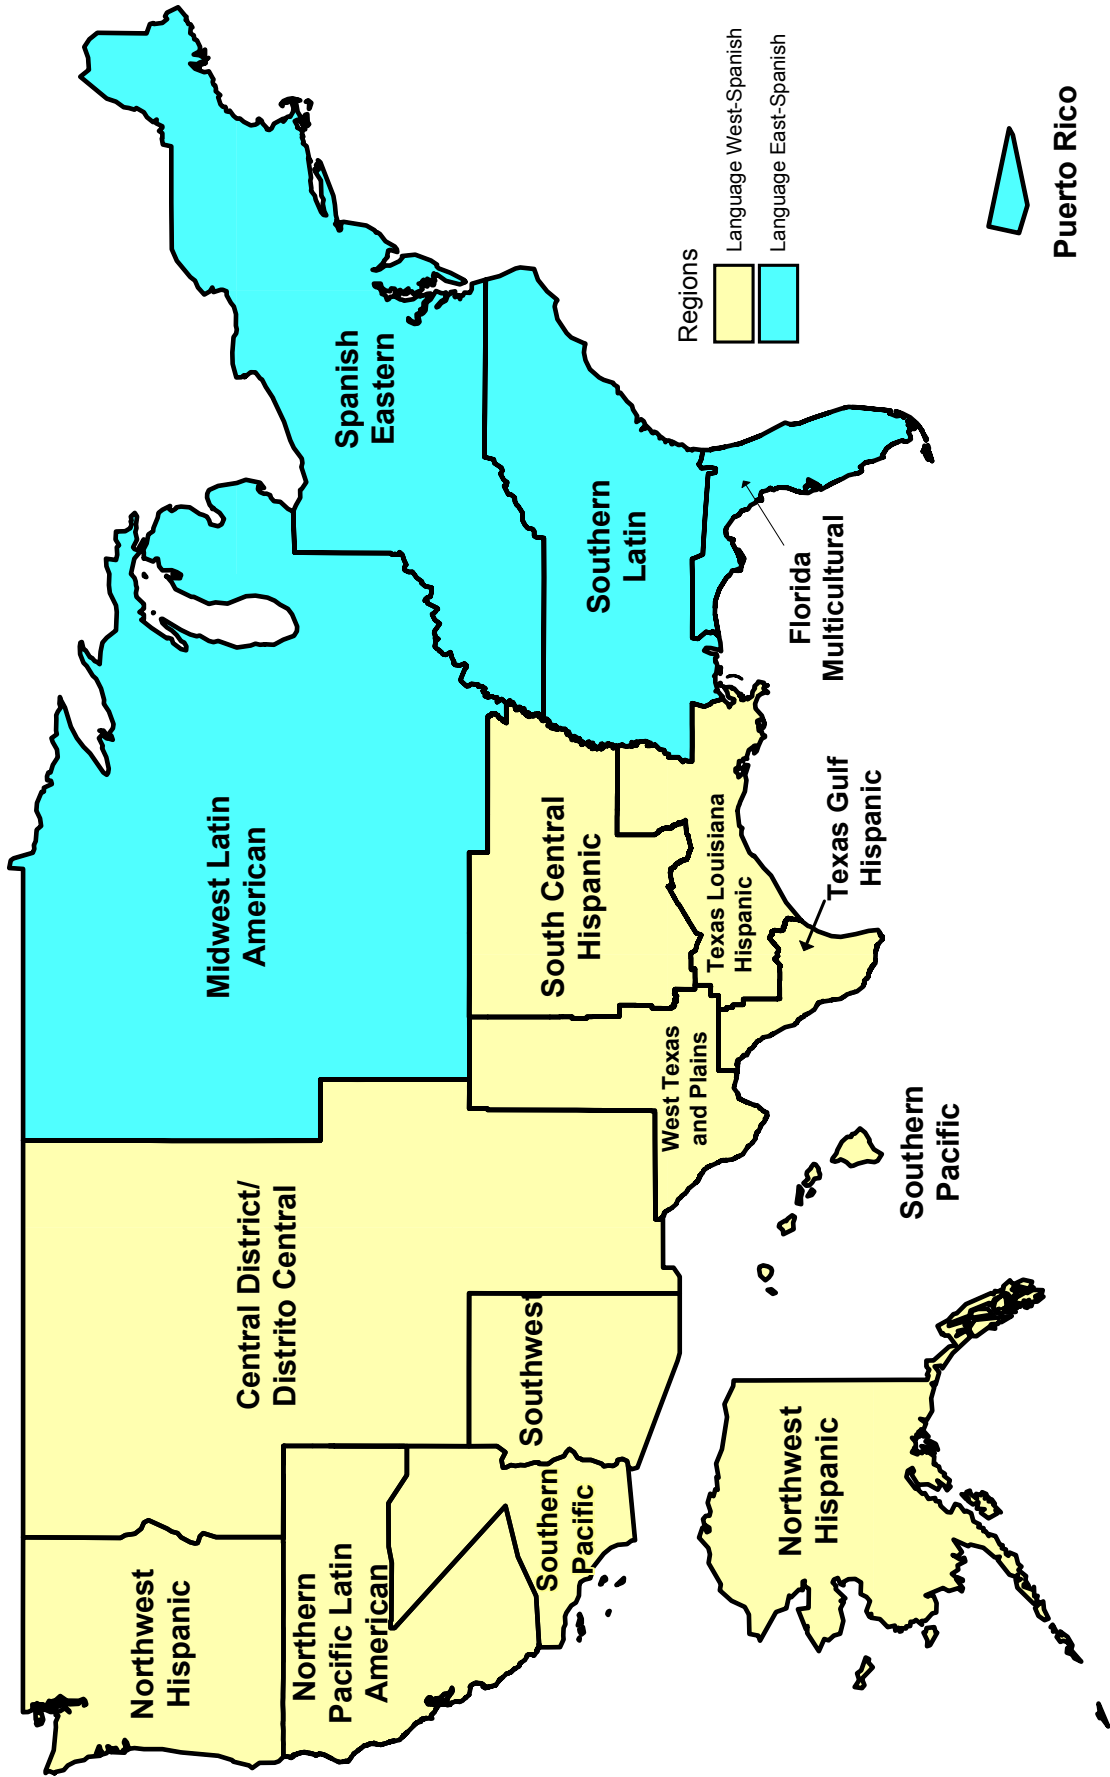 Northwest
Hispanic
Northern
Pacific Latin
American
Southern
Pacific
Southwest
Central District/
Distrito Central
Midwest Latin
American
West Texas
and Plains
South Central
Hispanic
Texas Louisiana
Hispanic
Texas Gulf
Hispanic
Southern
Latin
Spanish
Eastern
Florida
Multicultural
Northwest
Hispanic
Southern
Pacific
Regions
Language West-Spanish
Language East-Spanish
Puerto Rico